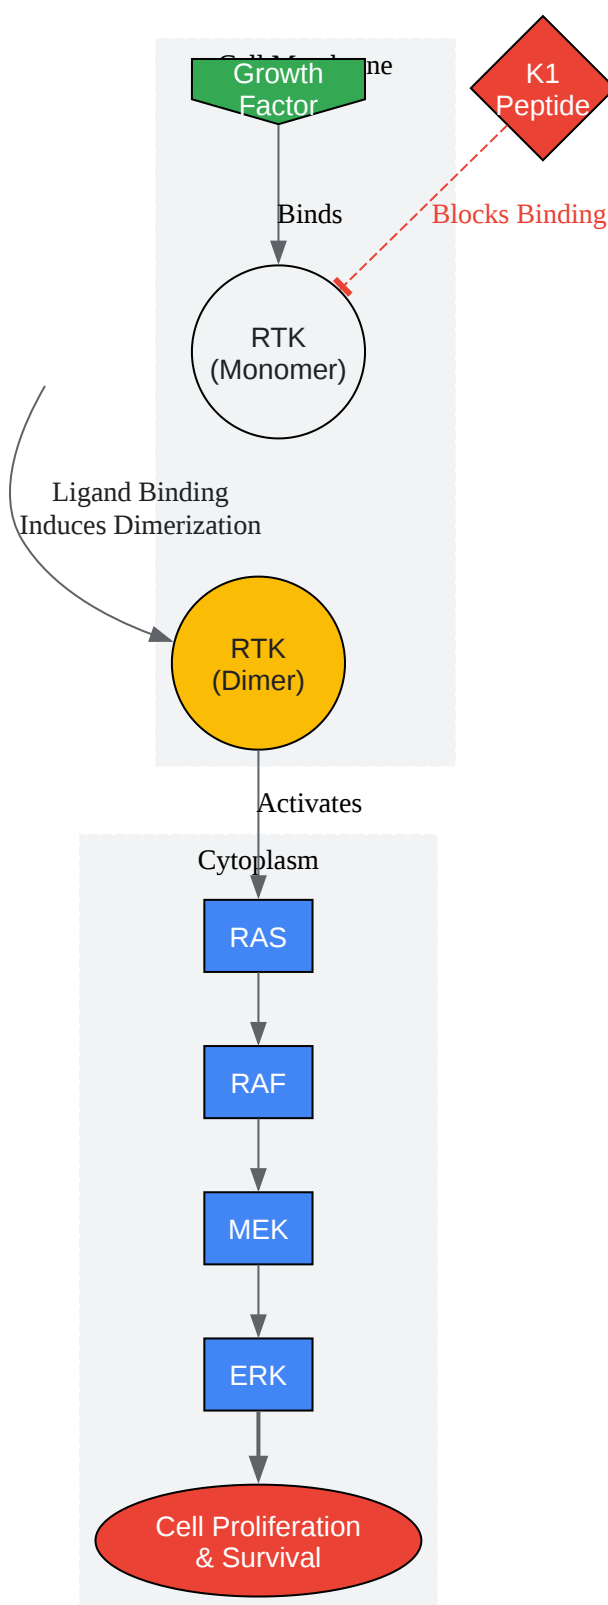 Growth
Factor
K1
Peptide
Binds
Blocks Binding
RTK
(Monomer)
Ligand Binding
Induces Dimerization
RTK
(Dimer)
Activates
Cytoplasm
RAS
RAF
MEK
ERK
Cell Proliferation
& Survival